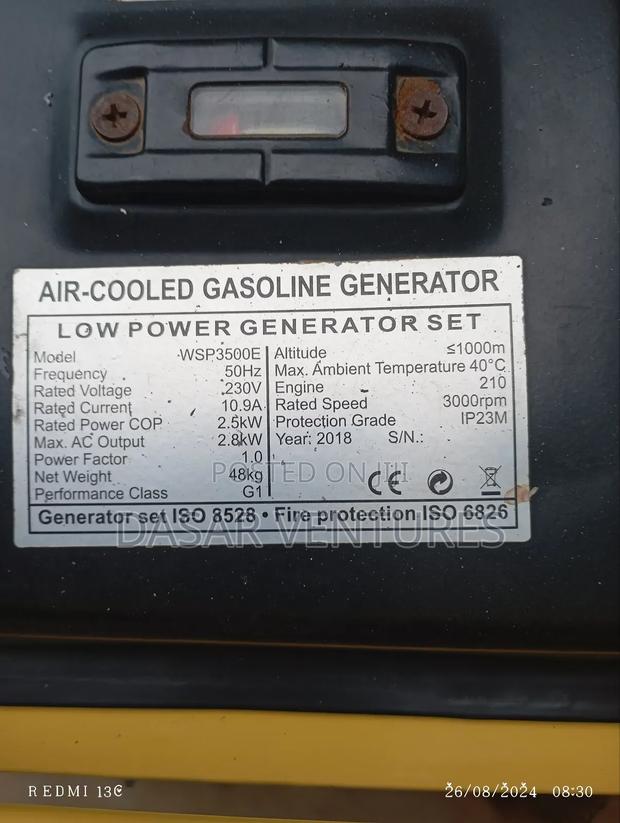 AIR-COOLED GASOLINE GENERATOR
LOW POWER GENERATOR SET
Model WSP3500E
Frequency 50Hz
Rated Voltage 230V
Rated Current 10.9A
Rated Power COP 2.5kW
Max. AC Output 2.8kW
Power Factor 1.0
Net Weight 48kg
Performance Class G1
Altitude ≤1000m
Max. Ambient Temperature 40°C
Engine 210
Rated Speed 3000rpm
Protection Grade IP23M
Year: 2018 S/N.:
CE
Generator set ISO 8528 • Fire protection ISO 6826
POSTED ON
DASAR VENTURES
REDMI 13C
26/08/2024 08:30